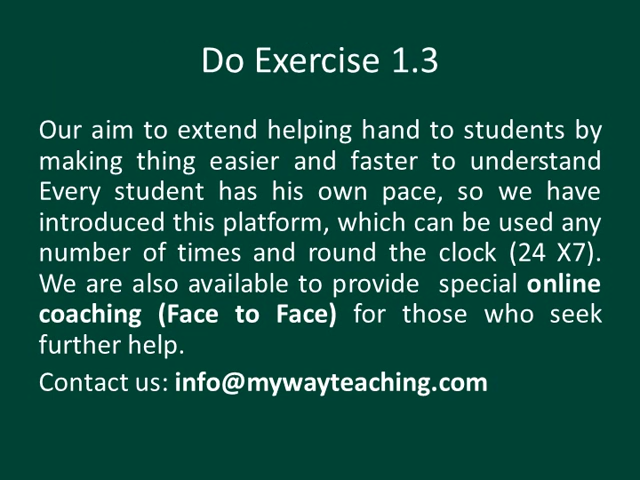 Do Exercise 1.3
Our aim to extend helping hand to students by
making thing easier and faster to understand
Every student has his own pace, so we have
introduced this platform, which can be used any
number of times and round the clock (24 X7).
We are also available to provide special online
coaching (Face to Face) for those who seek
further help.
Contact us: info@mywayteaching.com